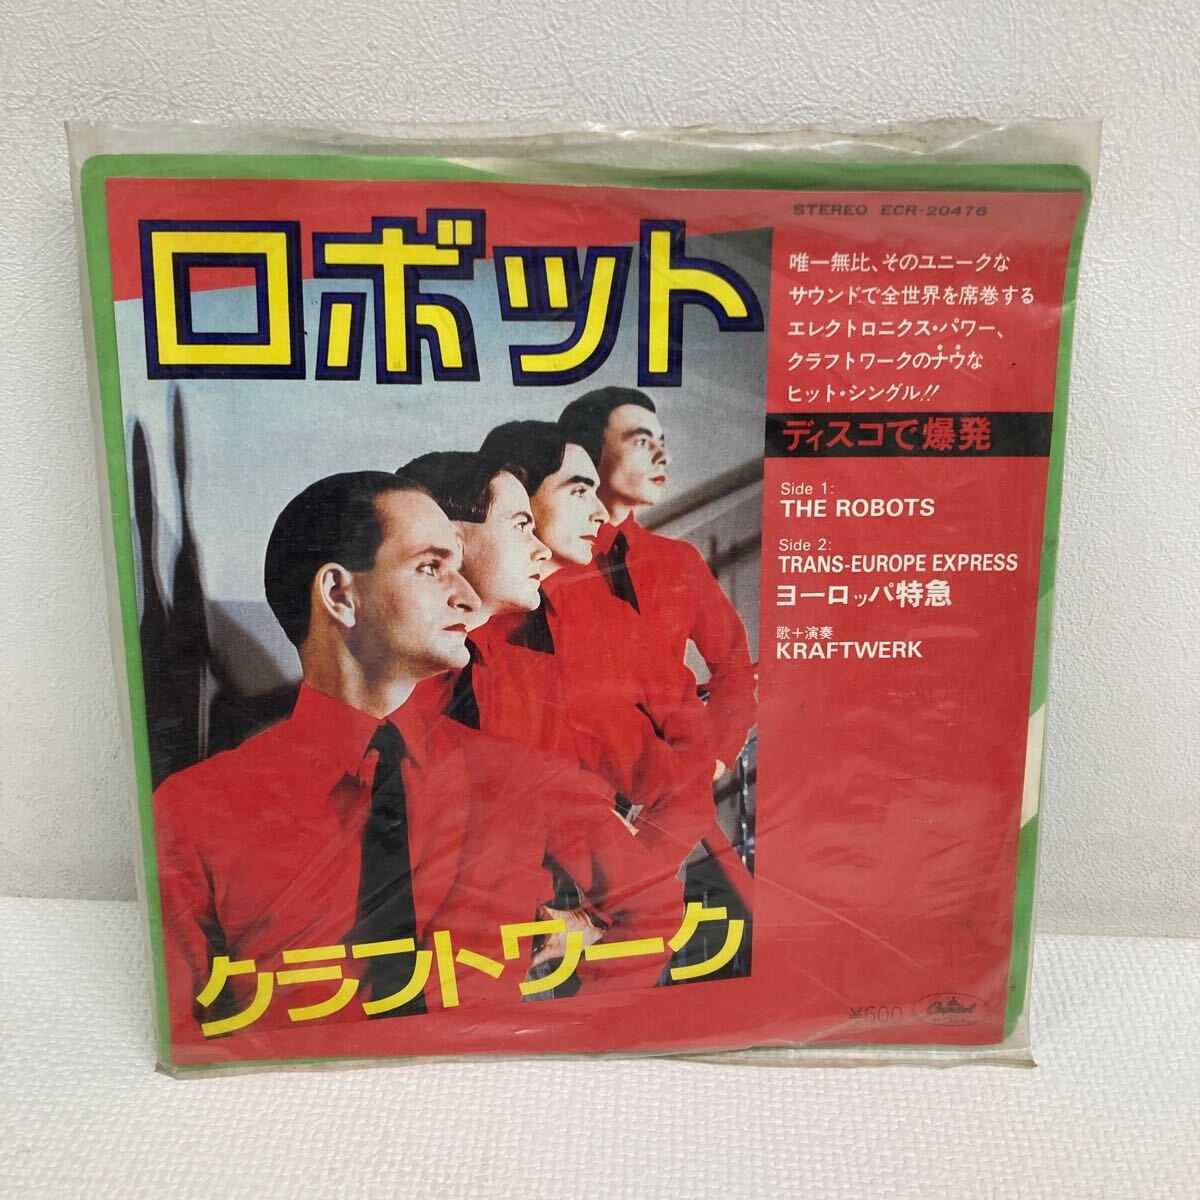 ロボット
STEREO ECR-20476
唯一無比、そのユニークな
サウンドで全世界を席巻する
エレクトロニクス・パワー、
クラフトワークのナウな
ヒット・シングル!!
ディスコで爆発
Side 1:
THE ROBOTS
Side 2:
TRANS-EUROPE EXPRESS
ヨーロッパ特急
歌+演奏
KRAFTWERK
クラフトワーク
¥600
Capitol